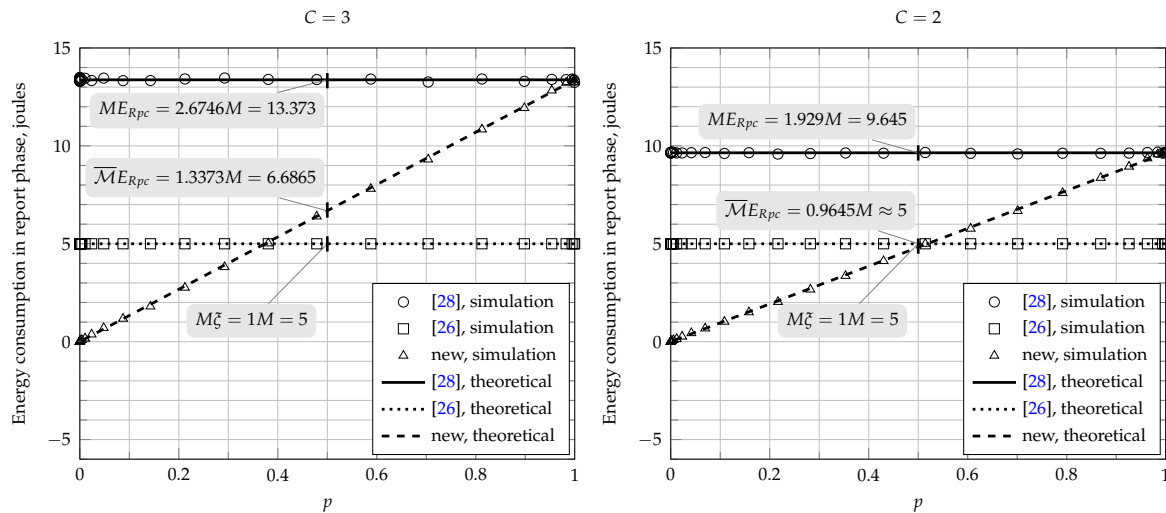 C = 3
Energy consumption in report phase, joules
15
10
5
0
−5
ME_{Rpc} = 2.6746M = 13.373
\overline{\mathcal{M}}E_{Rpc} = 1.3373M = 6.6865
Mξ = 1M = 5
[28], simulation
[26], simulation
new, simulation
[28], theoretical
[26], theoretical
new, theoretical
0 0.2 0.4 0.6 0.8 1
p
C = 2
Energy consumption in report phase, joules
15
10
5
0
−5
ME_{Rpc} = 1.929M = 9.645
\overline{\mathcal{M}}E_{Rpc} = 0.9645M ≈ 5
Mξ = 1M = 5
[28], simulation
[26], simulation
new, simulation
[28], theoretical
[26], theoretical
new, theoretical
0 0.2 0.4 0.6 0.8 1
p